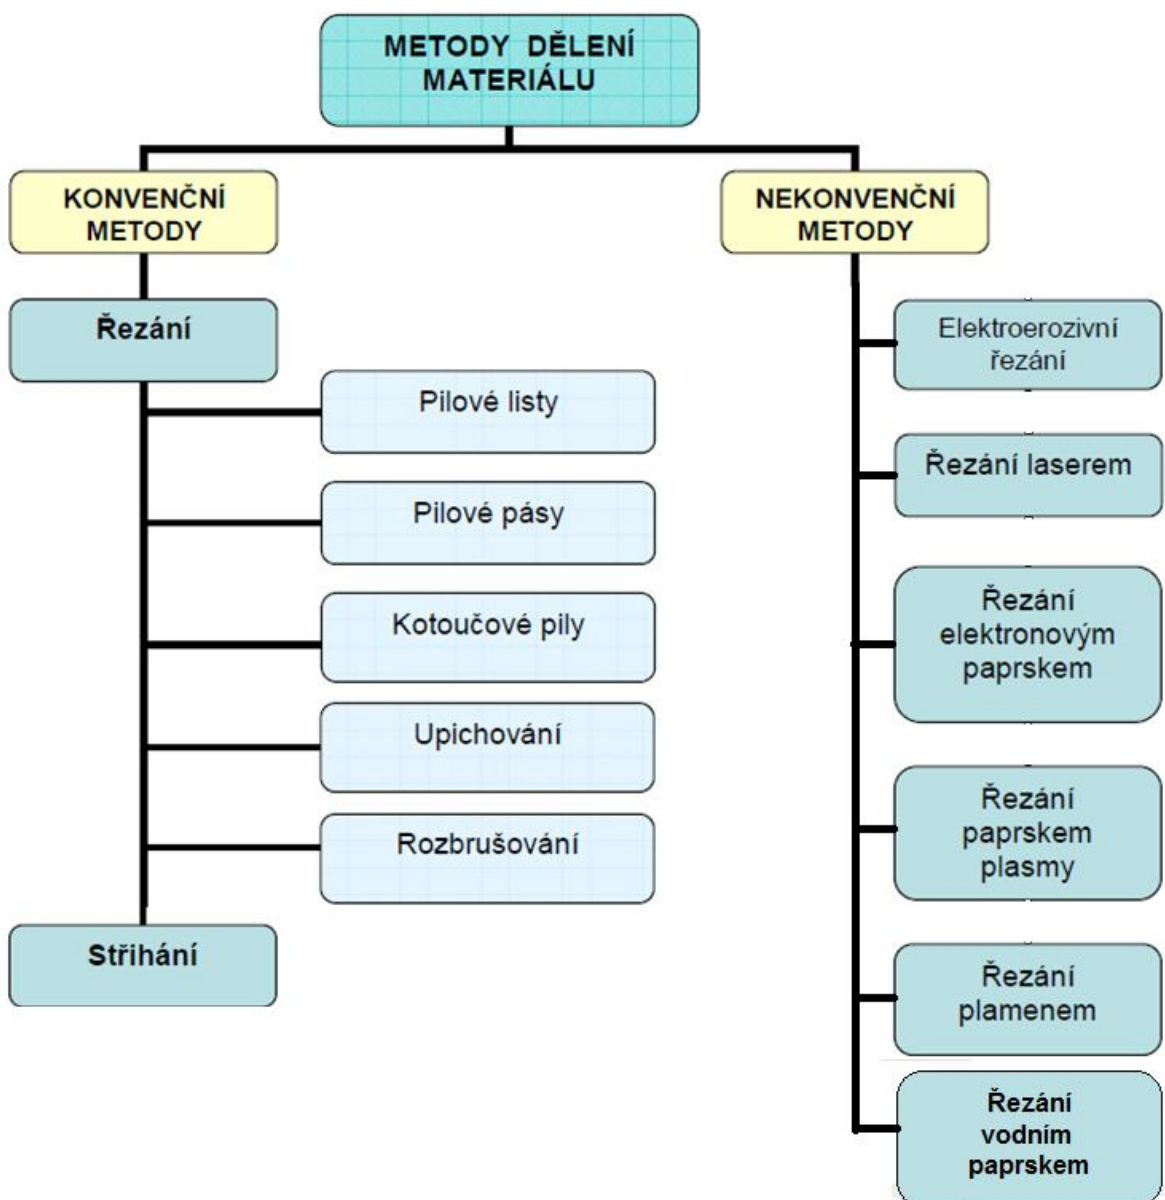 METODY DĚLENÍ
MATERIÁLU
KONVENČNÍ
METODY
Řezání
Pilové listy
Pilové pásy
Kotoučové pily
Upichování
Rozbrušování
Střihání
NEKONVENČNÍ
METODY
Elektroerozivní
řezání
Řezání laserem
Řezání
elektronovým
paprskem
Řezání
paprskem
plasmy
Řezání
plamenem
Řezání
vodním
paprskem